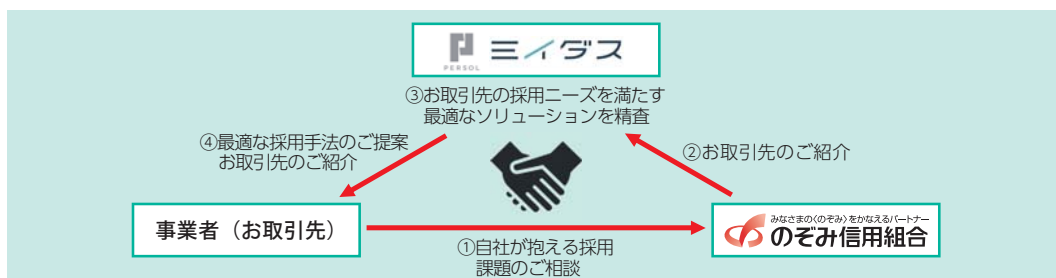 PERSOL
ミイダス
③お取引先の採用ニーズを満たす
最適なソリューションを精査
④最適な採用手法のご提案
お取引先のご紹介
②お取引先のご紹介
事業者（お取引先）
みなさまの〈のぞみ〉をかなえるパートナー
のぞみ信用組合
①自社が抱える採用
課題のご相談